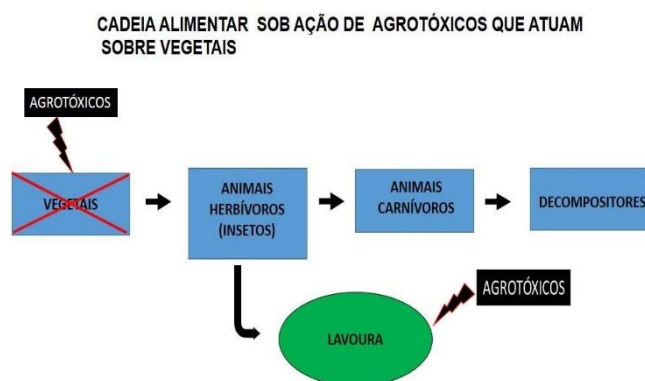 CADEIA ALIMENTAR SOB AÇÃO DE AGROTÓXICOS QUE ATUAM
SOBRE VEGETAIS
AGROTÓXICOS
VEGETAIS
ANIMAIS
HERBÍVOROS
(INSETOS)
ANIMAIS
CARNÍVOROS
DECOMPOSITORES
AGROTÓXICOS
LAVOURA